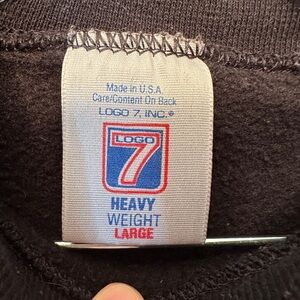 Made in U.S.A.
Care/Content On Back
LOGO 7, INC.®
LOGO
7
HEAVY
WEIGHT
LARGE